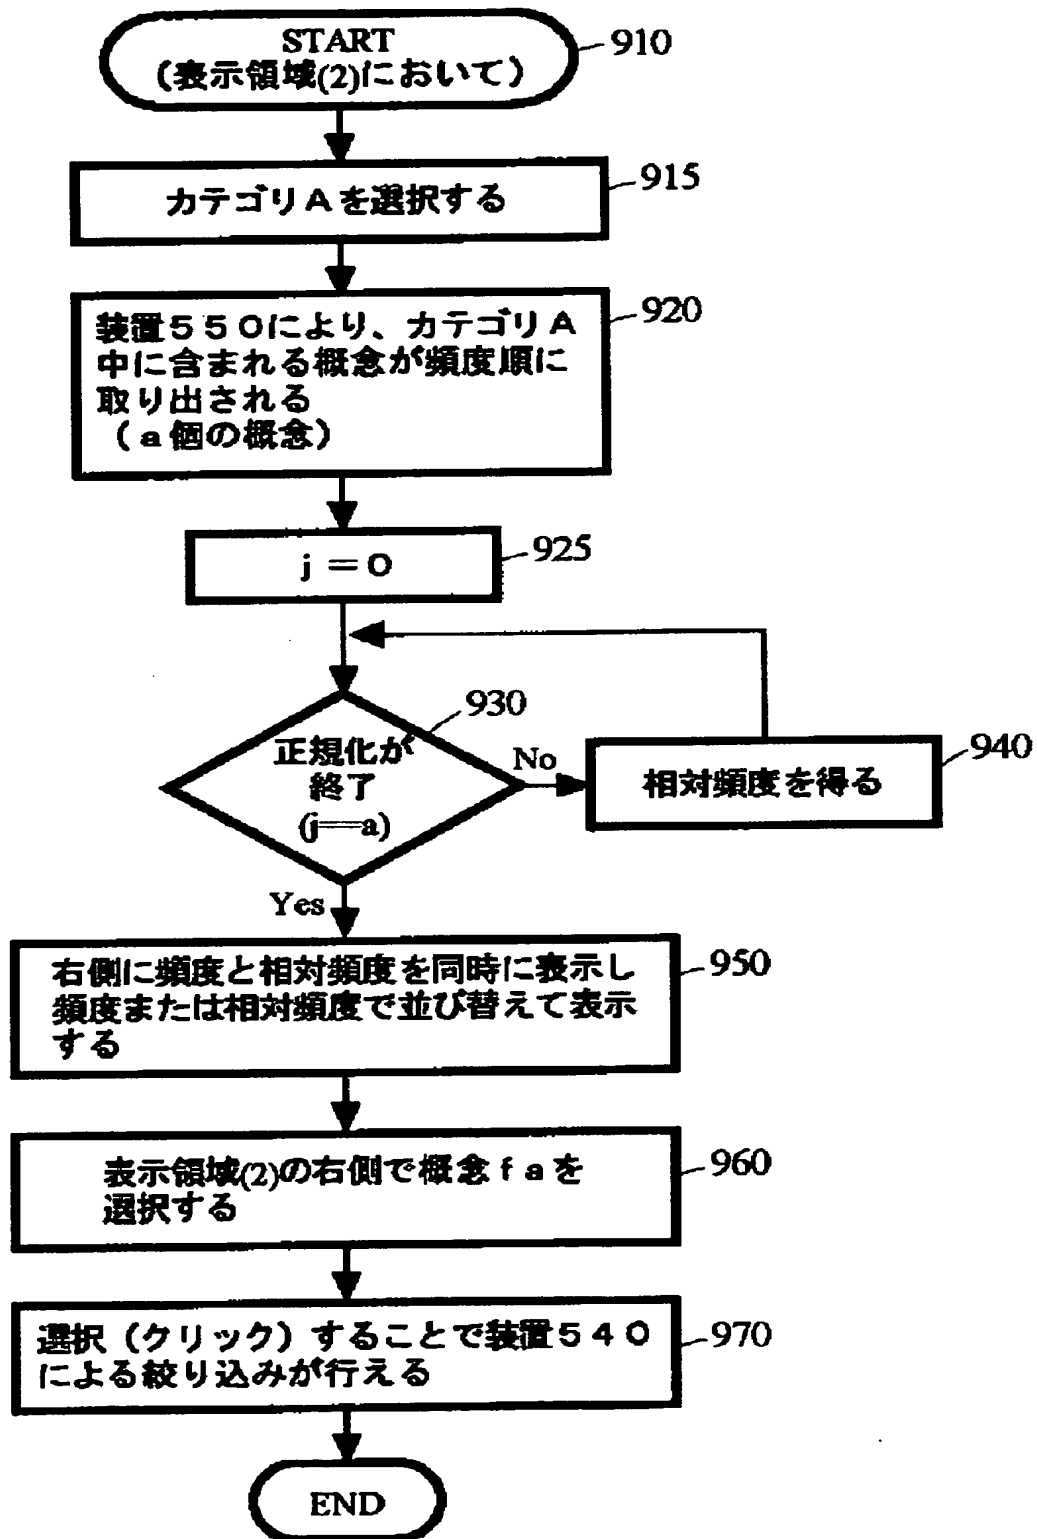 START
（表示領域(2)において）
910
カテゴリＡを選択する
915
装置５５０により、カテゴリＡ
中に含まれる概念が頻度順に
取り出される
（ａ個の概念）
920
ｊ＝０
925
正規化が
終了
(j==a)
930
No
相対頻度を得る
940
Yes
右側に頻度と相対頻度を同時に表示し
頻度または相対頻度で並び替えて表示
する
950
表示領域(2)の右側で概念ｆａを
選択する
960
選択（クリック）することで装置５４０
による絞り込みが行える
970
END